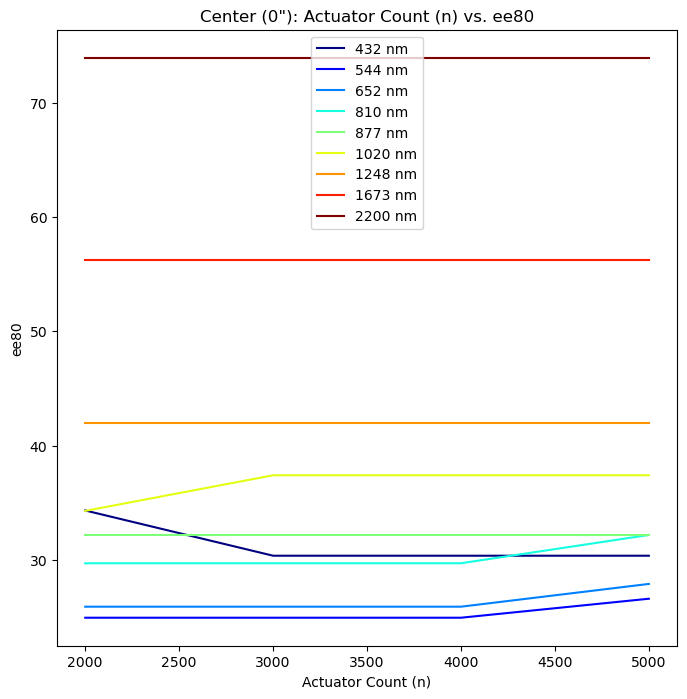 Center (0"): Actuator Count (n) vs. ee80
432 nm
544 nm
652 nm
810 nm
877 nm
1020 nm
1248 nm
1673 nm
2200 nm
70
60
50
40
30
ee80
2000 2500 3000 3500 4000 4500 5000
Actuator Count (n)